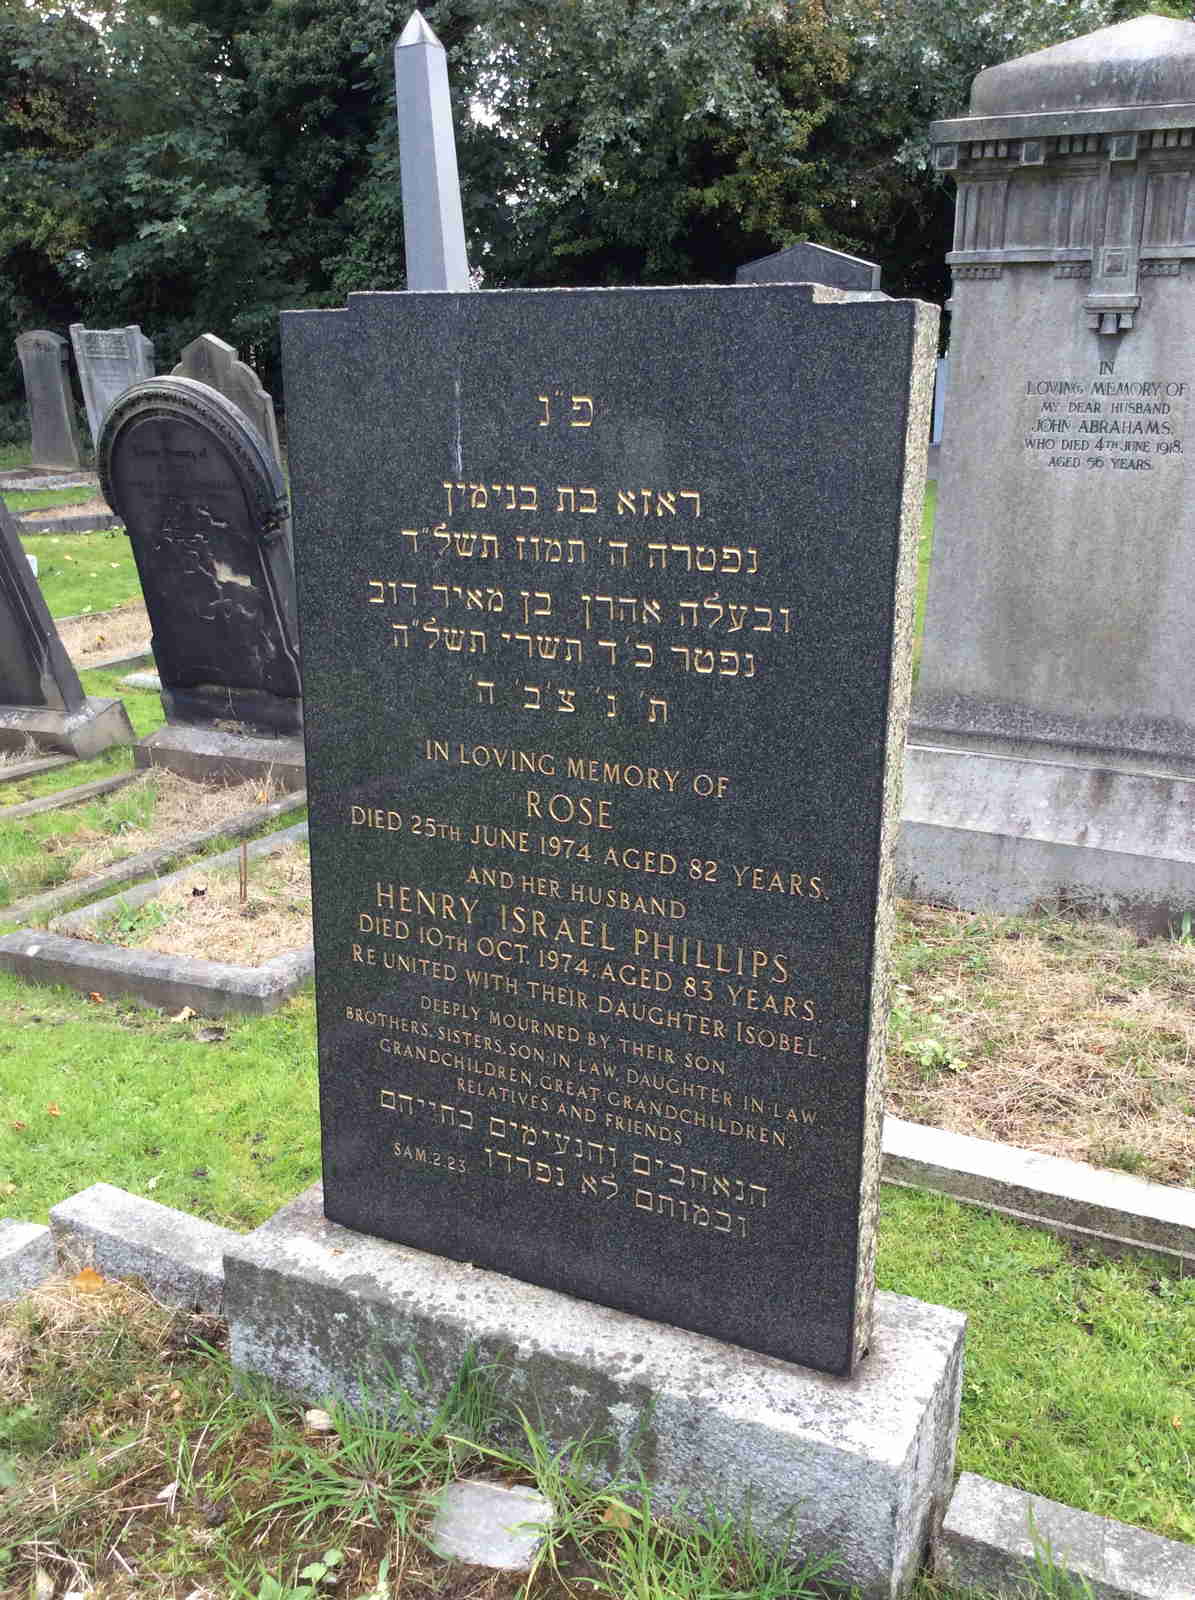 פ״נ
ראזא בת בנימין
נפטרה ה׳ תמוז תשל״ד
ובעלה אהרן בן מאיר דוב
נפטר כ׳ד תשרי תשל״ה
ת׳ נ׳ צ׳ ב׳ ה׳
IN LOVING MEMORY OF
ROSE
DIED 25TH JUNE 1974 AGED 82 YEARS.
AND HER HUSBAND
HENRY ISRAEL PHILLIPS
DIED 10TH OCT. 1974. AGED 83 YEARS.
RE UNITED WITH THEIR DAUGHTER ISOBEL.
DEEPLY MOURNED BY THEIR SON,
BROTHERS, SISTERS, SON IN LAW, DAUGHTER IN LAW
GRANDCHILDREN, GREAT GRANDCHILDREN,
RELATIVES AND FRIENDS
הנאהבים והנעימים בחייהם
ובמותם לא נפרדו SAM. 2. 23.
IN
LOVING MEMORY OF
MY DEAR HUSBAND
JOHN ABRAHAMS,
WHO DIED 4TH JUNE 1918,
AGED 56 YEARS.